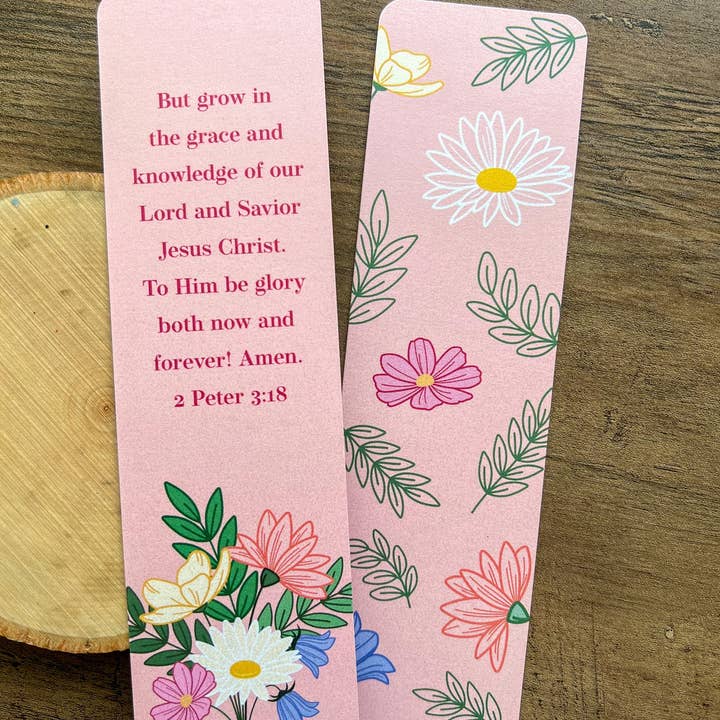 But grow in
the grace and
knowledge of our
Lord and Savior
Jesus Christ.
To Him be glory
both now and
forever! Amen.
2 Peter 3:18